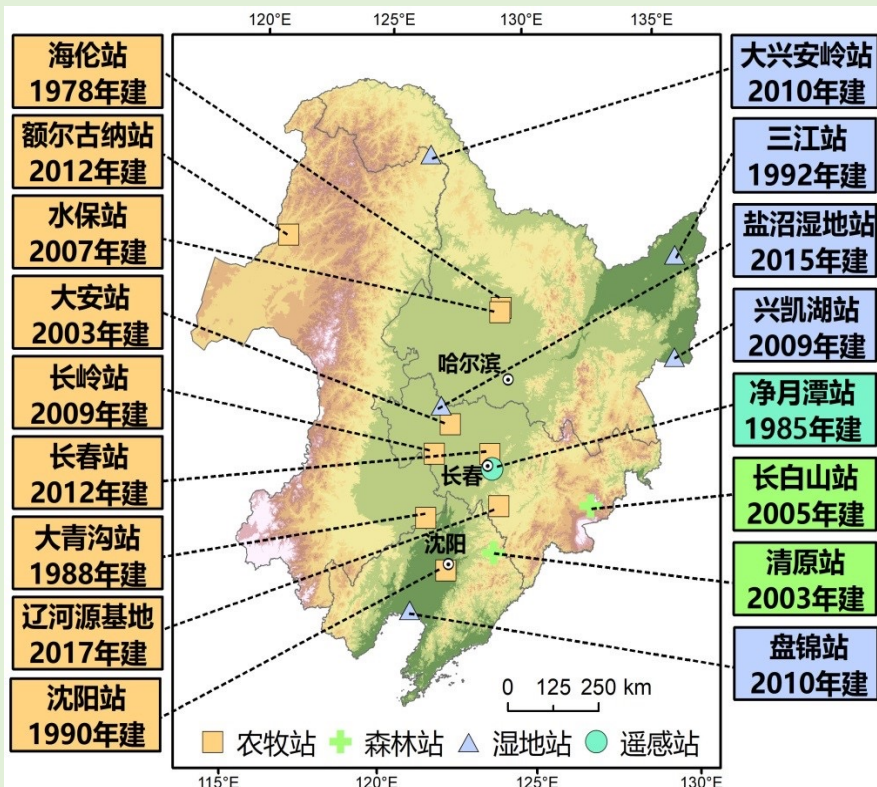 120°E
125°E
130°E
135°E
海伦站
1978年建
额尔古纳站
2012年建
水保站
2007年建
大安站
2003年建
长岭站
2009年建
长春站
2012年建
大青沟站
1988年建
辽河源基地
2017年建
沈阳站
1990年建
哈尔滨
长春
沈阳
大兴安岭站
2010年建
三江站
1992年建
盐沼湿地站
2015年建
兴凯湖站
2009年建
净月潭站
1985年建
长白山站
2005年建
清原站
2003年建
盘锦站
2010年建
0 125 250 km
农牧站 森林站 湿地站 遥感站
115°E
120°E
125°E
130°E